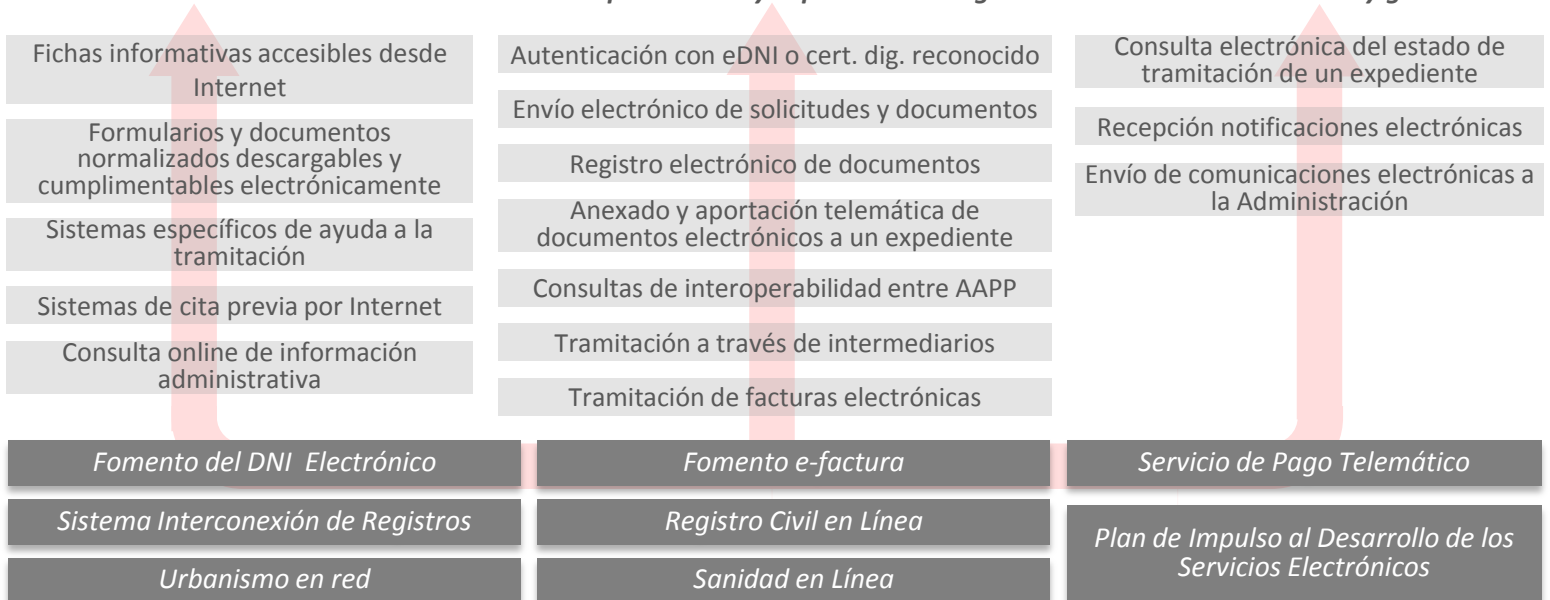 Fichas informativas accesibles desde
Internet
Formularios y documentos
normalizados descargables y
cumplimentables electrónicamente
Sistemas específicos de ayuda a la
tramitación
Sistemas de cita previa por Internet
Consulta online de información
administrativa
Autenticación con eDNI o cert. dig. reconocido
Envío electrónico de solicitudes y documentos
Registro electrónico de documentos
Anexado y aportación telemática de
documentos electrónicos a un expediente
Consultas de interoperabilidad entre AAPP
Tramitación a través de intermediarios
Tramitación de facturas electrónicas
Consulta electrónica del estado de
tramitación de un expediente
Recepción notificaciones electrónicas
Envío de comunicaciones electrónicas a
la Administración
Fomento del DNI Electrónico
Fomento e-factura
Servicio de Pago Telemático
Sistema Interconexión de Registros
Registro Civil en Línea
Plan de Impulso al Desarrollo de los
Servicios Electrónicos
Urbanismo en red
Sanidad en Línea